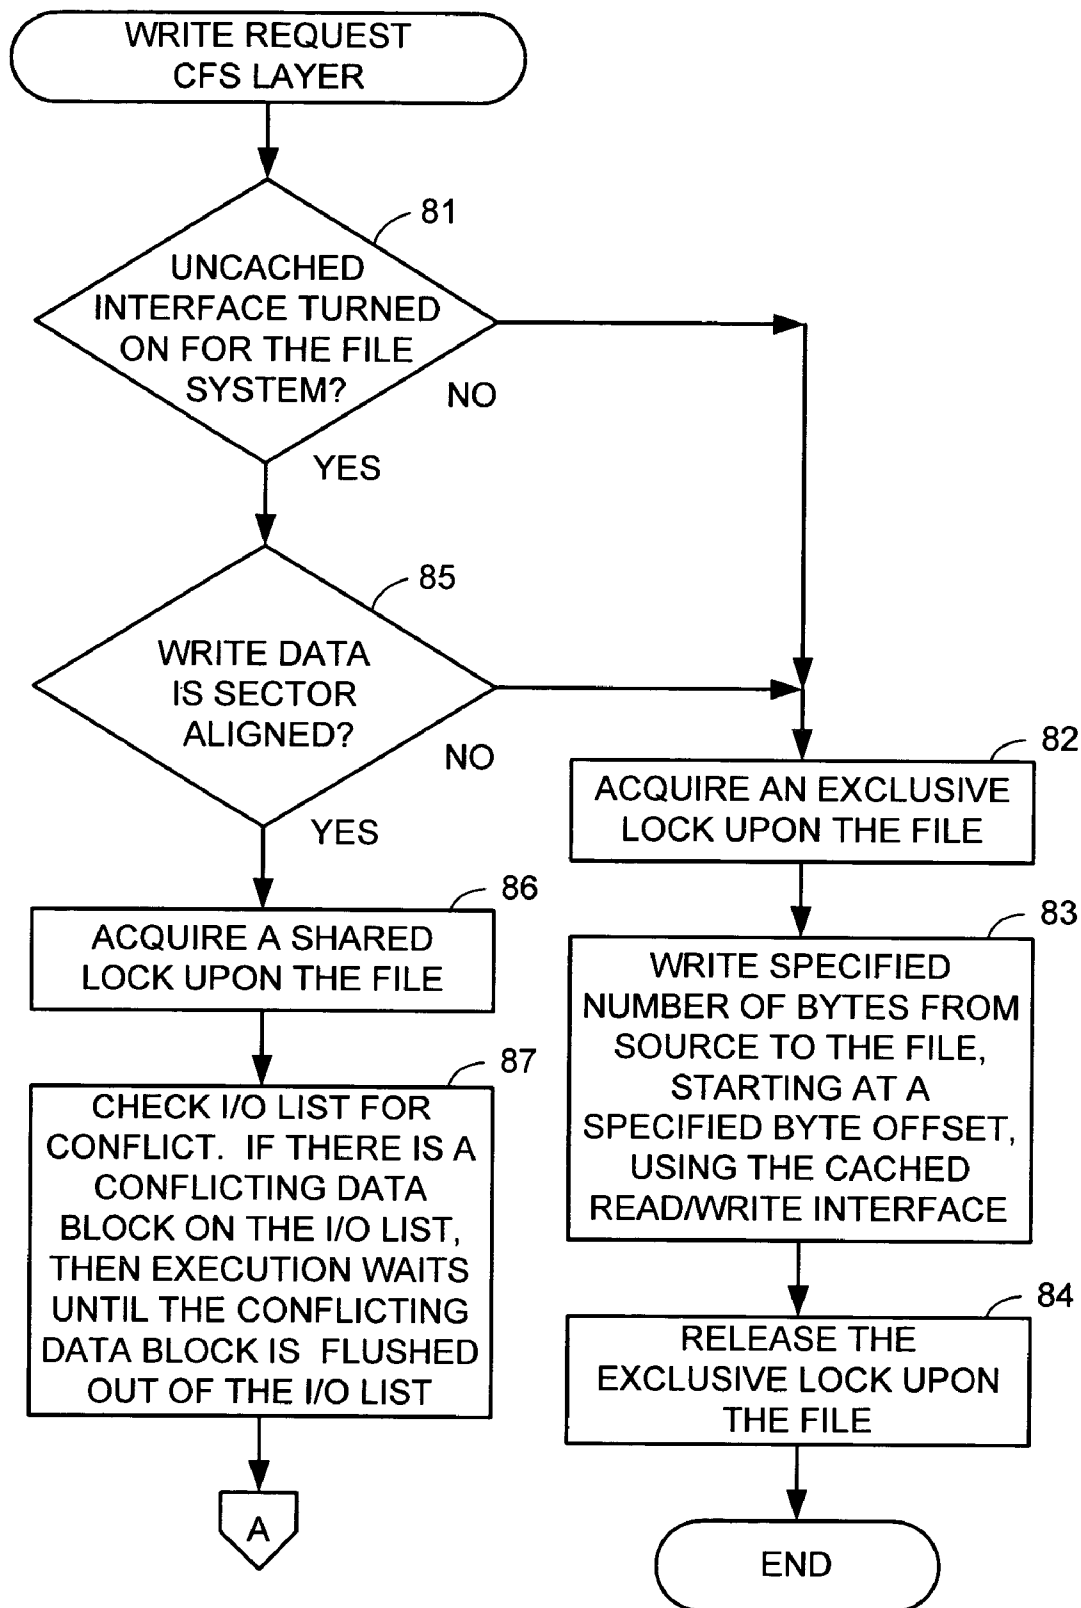 WRITE REQUEST
CFS LAYER
81
UNCACHED
INTERFACE TURNED
ON FOR THE FILE
SYSTEM?
NO
YES
85
WRITE DATA
IS SECTOR
ALIGNED?
NO
YES
86
ACQUIRE A SHARED
LOCK UPON THE FILE
87
CHECK I/O LIST FOR
CONFLICT. IF THERE IS A
CONFLICTING DATA
BLOCK ON THE I/O LIST,
THEN EXECUTION WAITS
UNTIL THE CONFLICTING
DATA BLOCK IS FLUSHED
OUT OF THE I/O LIST
A
82
ACQUIRE AN EXCLUSIVE
LOCK UPON THE FILE
83
WRITE SPECIFIED
NUMBER OF BYTES FROM
SOURCE TO THE FILE,
STARTING AT A
SPECIFIED BYTE OFFSET,
USING THE CACHED
READ/WRITE INTERFACE
84
RELEASE THE
EXCLUSIVE LOCK UPON
THE FILE
END